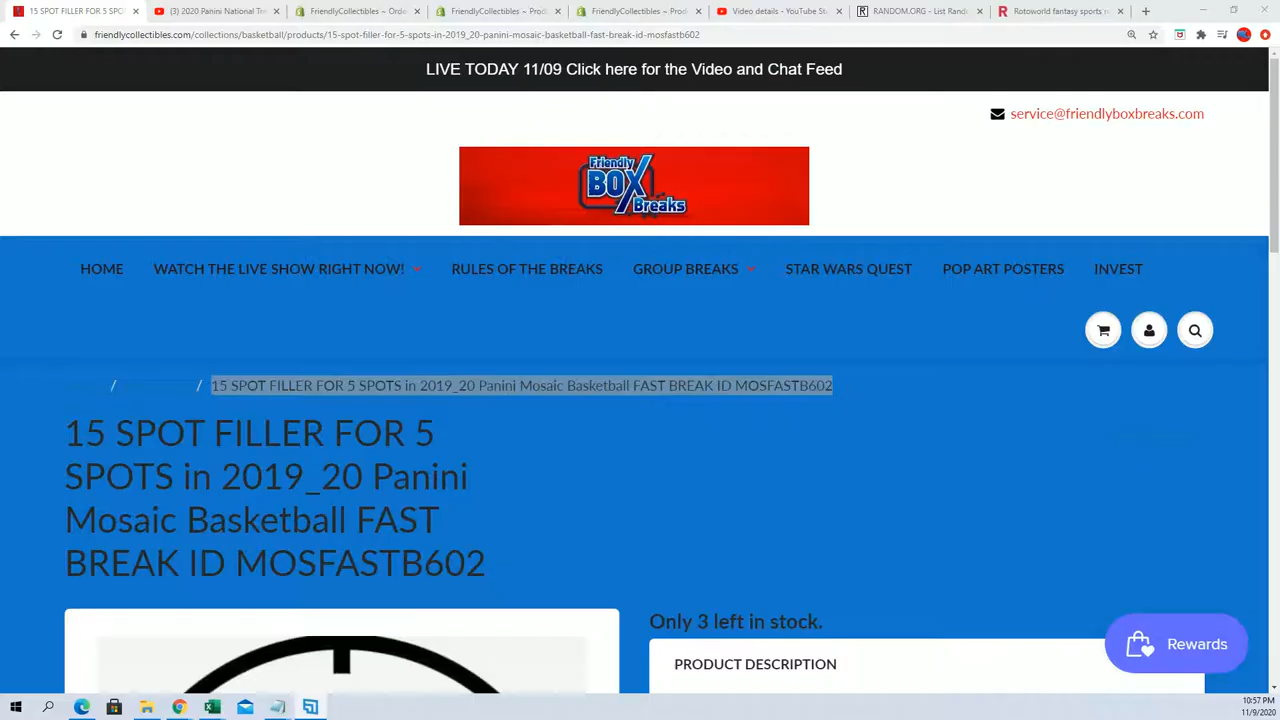 15 SPOT FILLER FOR 5 SPO
(3) 2020 Panini National Tre
FriendlyCollectibles ~ Orde
FriendlyCollectibles ~ Prod
FriendlyCollectibles ~ Prod
Video details - YouTube St
RANDOM.ORG - List Rand
Rotoworld fantasy sports n
friendlycollectibles.com/collections/basketball/products/15-spot-filler-for-5-spots-in-2019_20-panini-mosaic-basketball-fast-break-id-mosfastb602
LIVE TODAY 11/09 Click here for the Video and Chat Feed
service@friendlyboxbreaks.com
Friendly
BOX
Breaks
HOME
WATCH THE LIVE SHOW RIGHT NOW!
RULES OF THE BREAKS
GROUP BREAKS
STAR WARS QUEST
POP ART POSTERS
INVEST
/ / 15 SPOT FILLER FOR 5 SPOTS in 2019_20 Panini Mosaic Basketball FAST BREAK ID MOSFASTB602
15 SPOT FILLER FOR 5
SPOTS in 2019_20 Panini
Mosaic Basketball FAST
BREAK ID MOSFASTB602
Only 3 left in stock.
PRODUCT DESCRIPTION
Rewards
10:57 PM
11/9/2020